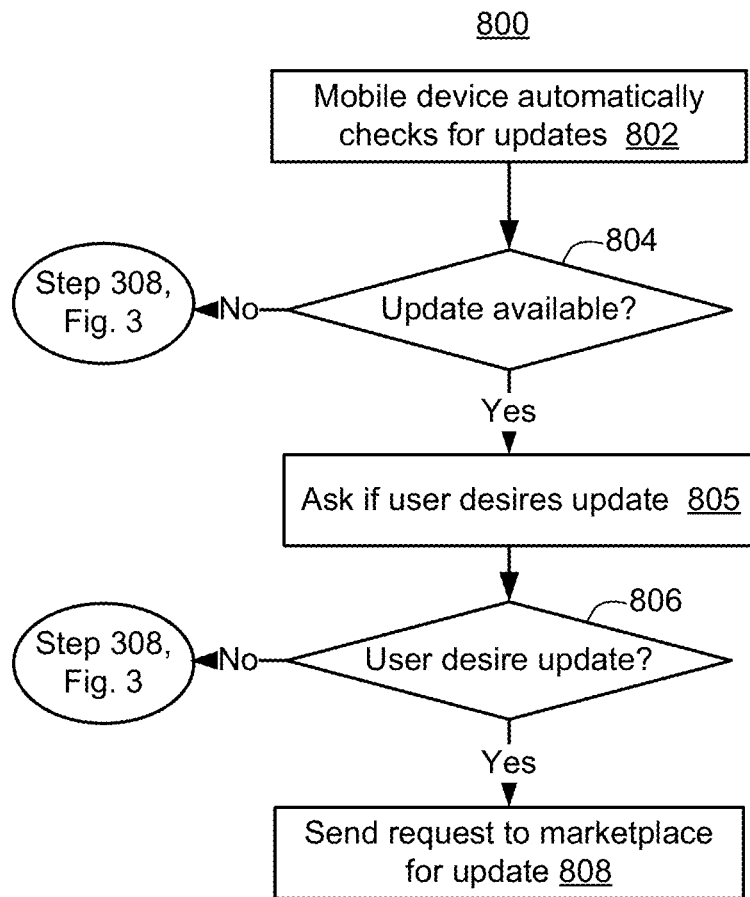 800
Mobile device automatically
checks for updates 802
804
Step 308,
Fig. 3
No
Update available?
Yes
Ask if user desires update 805
806
Step 308,
Fig. 3
No
User desire update?
Yes
Send request to marketplace
for update 808